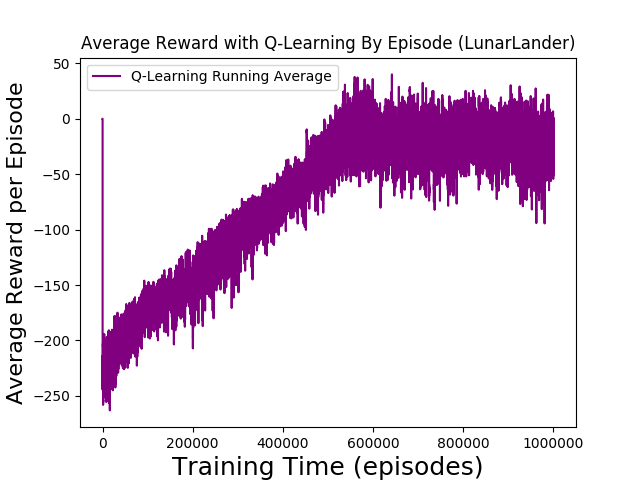 Average Reward with Q-Learning By Episode (LunarLander)
Q-Learning Running Average
Average Reward per Episode
50
0
−50
−100
−150
−200
−250
0 200000 400000 600000 800000 1000000
Training Time (episodes)